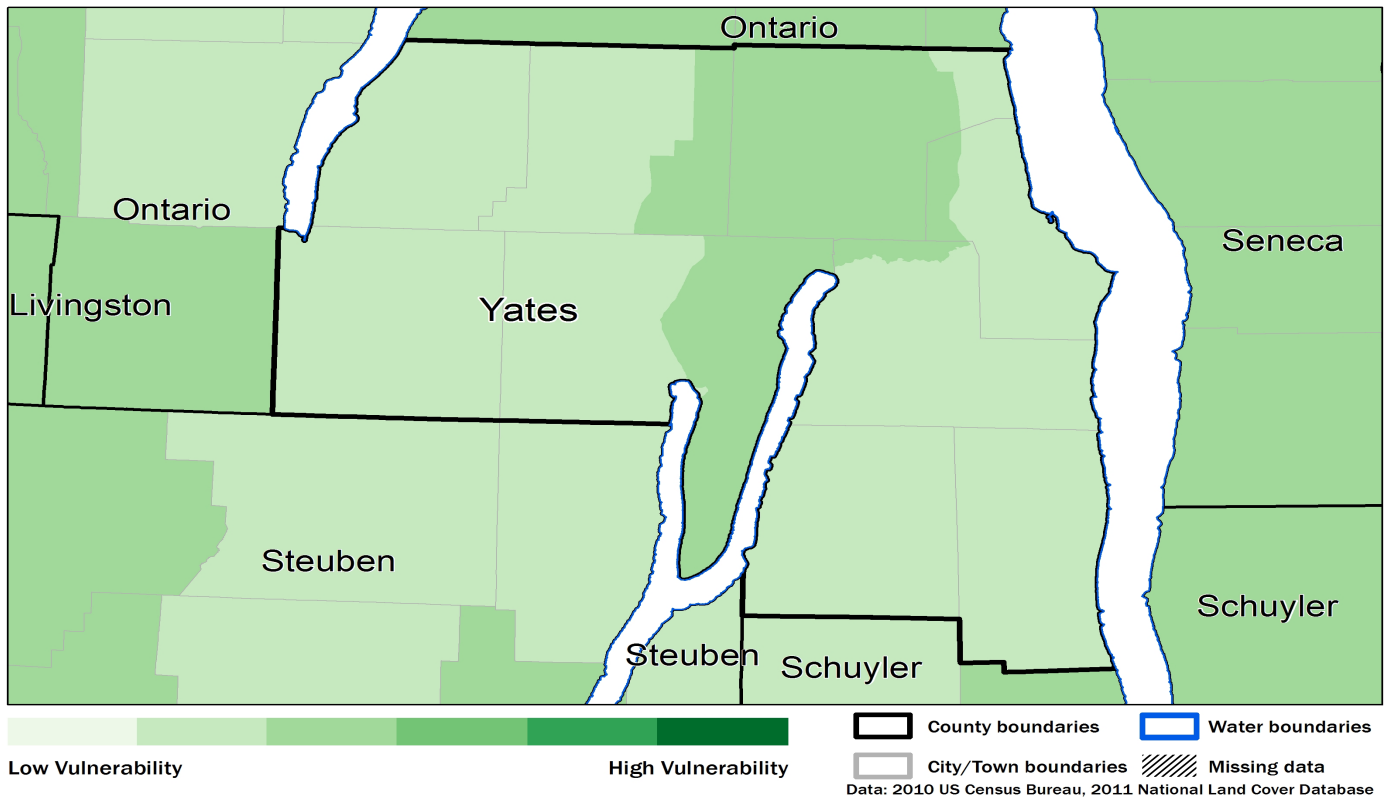 Ontario
Ontario
Seneca
Livingston
Yates
Steuben
Schuyler
Steuben
Schuyler
County boundaries
Water boundaries
Low Vulnerability
High Vulnerability
City/Town boundaries
Missing data
Data: 2010 US Census Bureau, 2011 National Land Cover Database